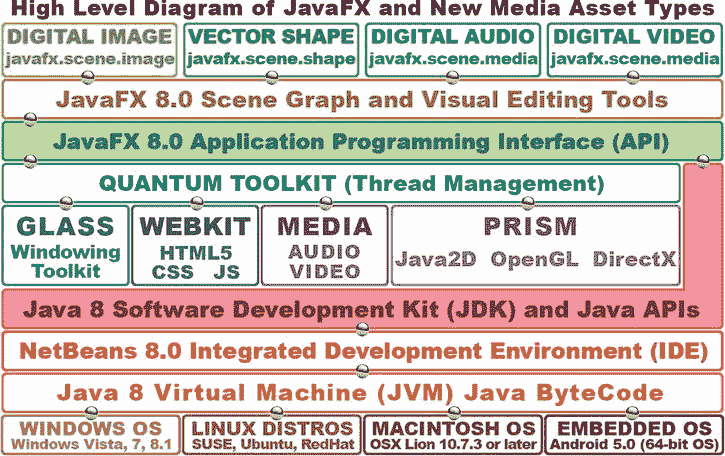 High Level Diagram of JavaFX and New Media Asset Types
DIGITAL IMAGE
javafx.scene.image
VECTOR SHAPE
javafx.scene.shape
DIGITAL AUDIO
javafx.scene.media
DIGITAL VIDEO
javafx.scene.media
JavaFX 8.0 Scene Graph and Visual Editing Tools
JavaFX 8.0 Application Programming Interface (API)
QUANTUM TOOLKIT (Thread Management)
GLASS
Windowing
Toolkit
WEBKIT
HTML5
CSS JS
MEDIA
AUDIO
VIDEO
PRISM
Java2D OpenGL DirectX
Java 8 Software Development Kit (JDK) and Java APIs
NetBeans 8.0 Integrated Development Environment (IDE)
Java 8 Virtual Machine (JVM) Java ByteCode
WINDOWS OS
Windows Vista, 7, 8.1
LINUX DISTROS
SUSE, Ubuntu, RedHat
MACINTOSH OS
OSX Lion 10.7.3 or later
EMBEDDED OS
Android 5.0 (64-bit OS)